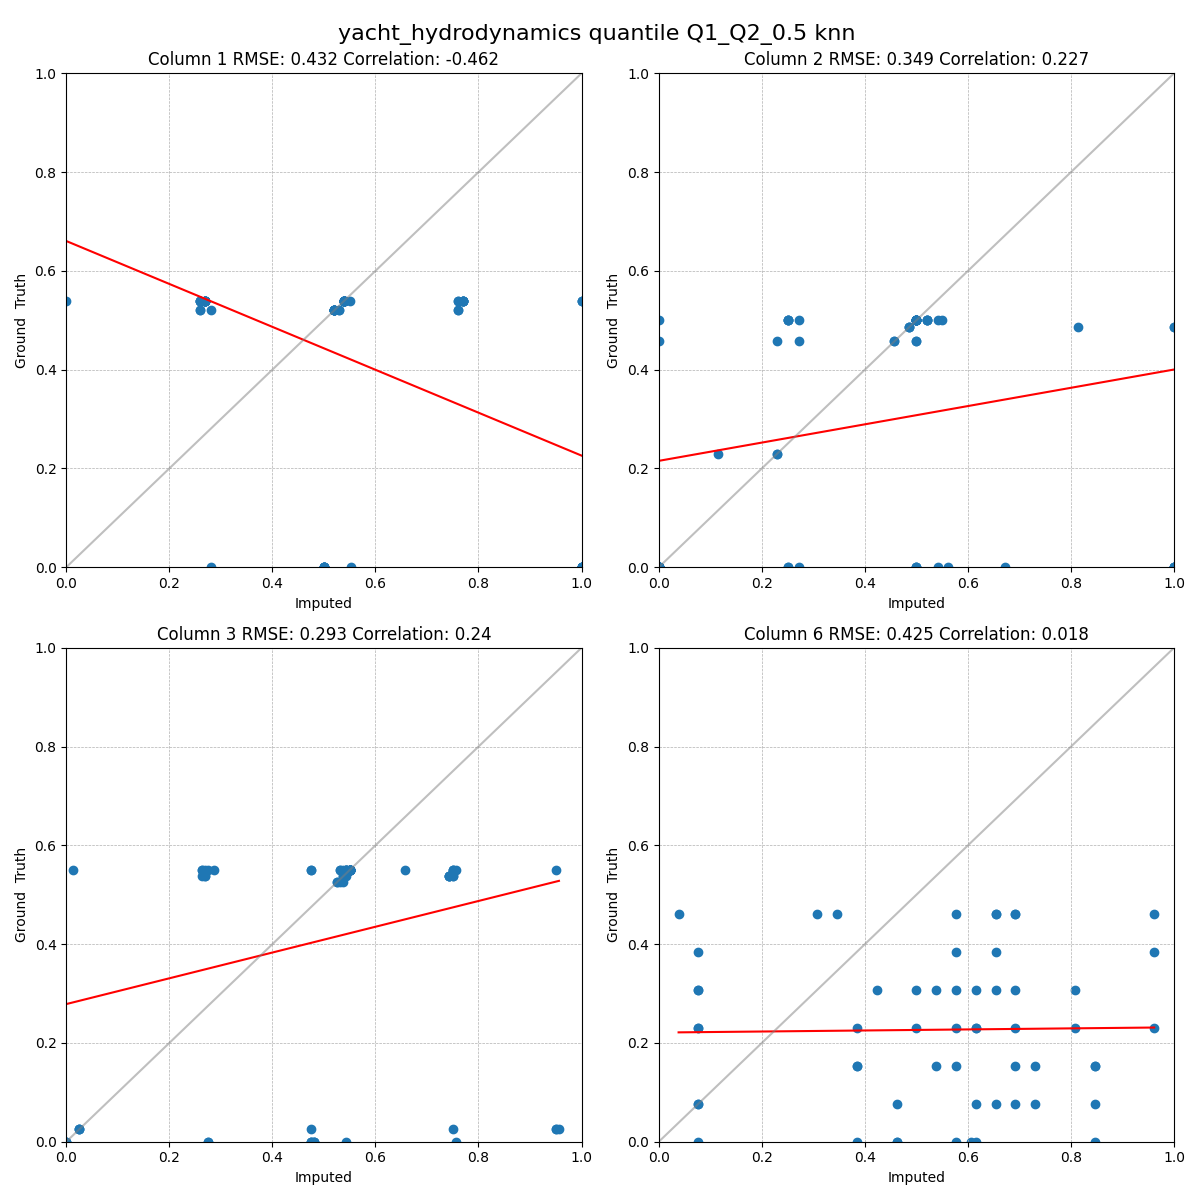 yacht_hydrodynamics quantile Q1_Q2_0.5 knn
Column 1 RMSE: 0.432 Correlation: -0.462
1.0
0.8
0.6
0.4
0.2
0.0
Ground Truth
0.0 0.2 0.4 0.6 0.8 1.0
Imputed
Column 2 RMSE: 0.349 Correlation: 0.227
1.0
0.8
0.6
0.4
0.2
0.0
Ground Truth
0.0 0.2 0.4 0.6 0.8 1.0
Imputed
Column 3 RMSE: 0.293 Correlation: 0.24
1.0
0.8
0.6
0.4
0.2
0.0
Ground Truth
0.0 0.2 0.4 0.6 0.8 1.0
Imputed
Column 6 RMSE: 0.425 Correlation: 0.018
1.0
0.8
0.6
0.4
0.2
0.0
Ground Truth
0.0 0.2 0.4 0.6 0.8 1.0
Imputed